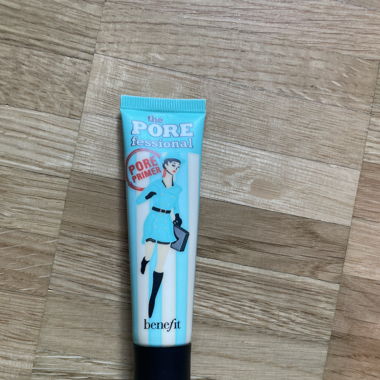 the
PORE
fessional
PORE
PRIMER
benefit